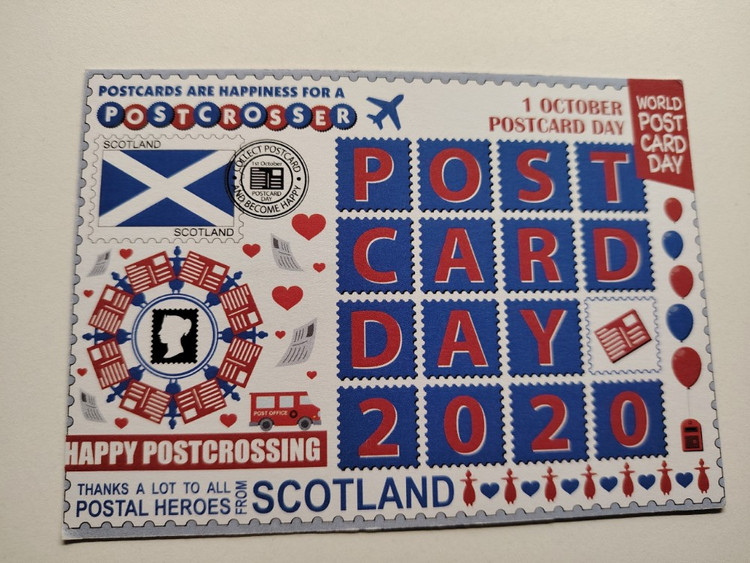 POSTCARDS ARE HAPPINESS FOR A
POSTCROSSER
1 OCTOBER
POSTCARD DAY
WORLD
POST
CARD
DAY
SCOTLAND
SCOTLAND
COLLECT POSTCARD
AND BECOME HAPPY
1st October
POSTCARD
DAY
POST
CARD
DAY
2020
POST OFFICE
HAPPY POSTCROSSING
THANKS A LOT TO ALL
POSTAL HEROES
FROM
SCOTLAND